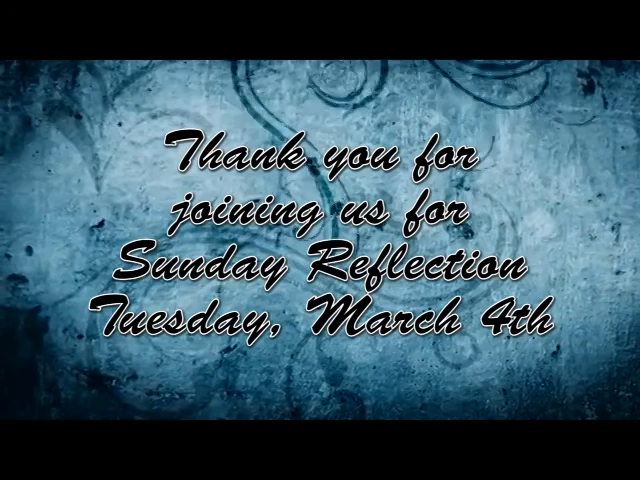 Thank you for
joining us for
Sunday Reflection
Tuesday, March 4th